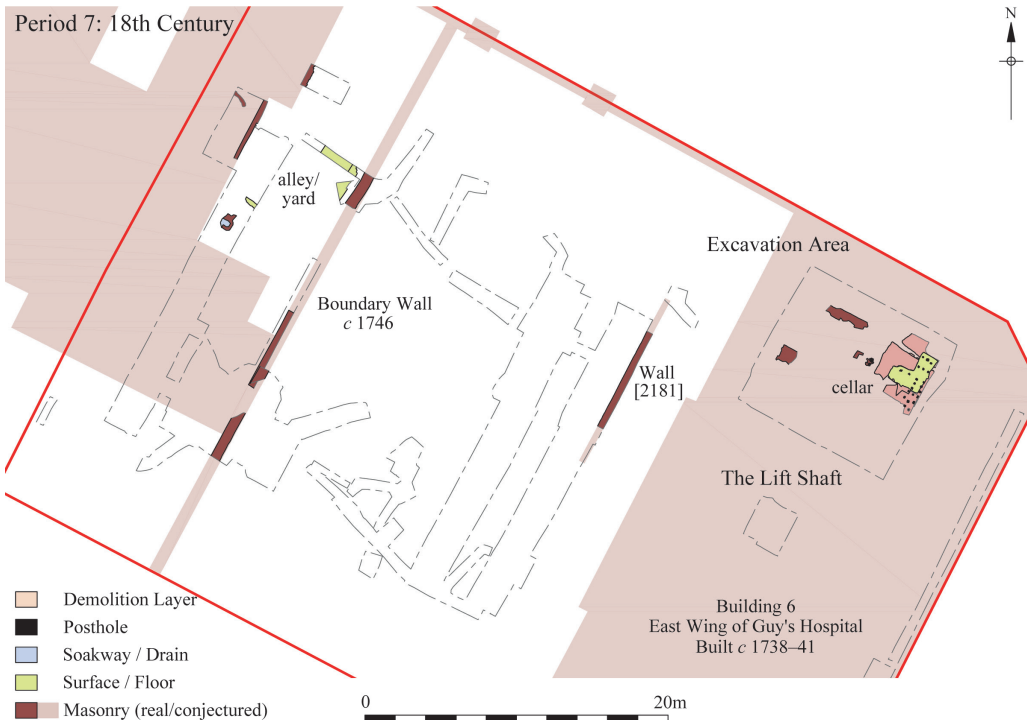 Period 7: 18th Century
N
alley/
yard
Excavation Area
Boundary Wall
c 1746
Wall
[2181]
cellar
The Lift Shaft
Building 6
East Wing of Guy's Hospital
Built c 1738–41
Demolition Layer
Posthole
Soakway / Drain
Surface / Floor
Masonry (real/conjectured)
0
20m